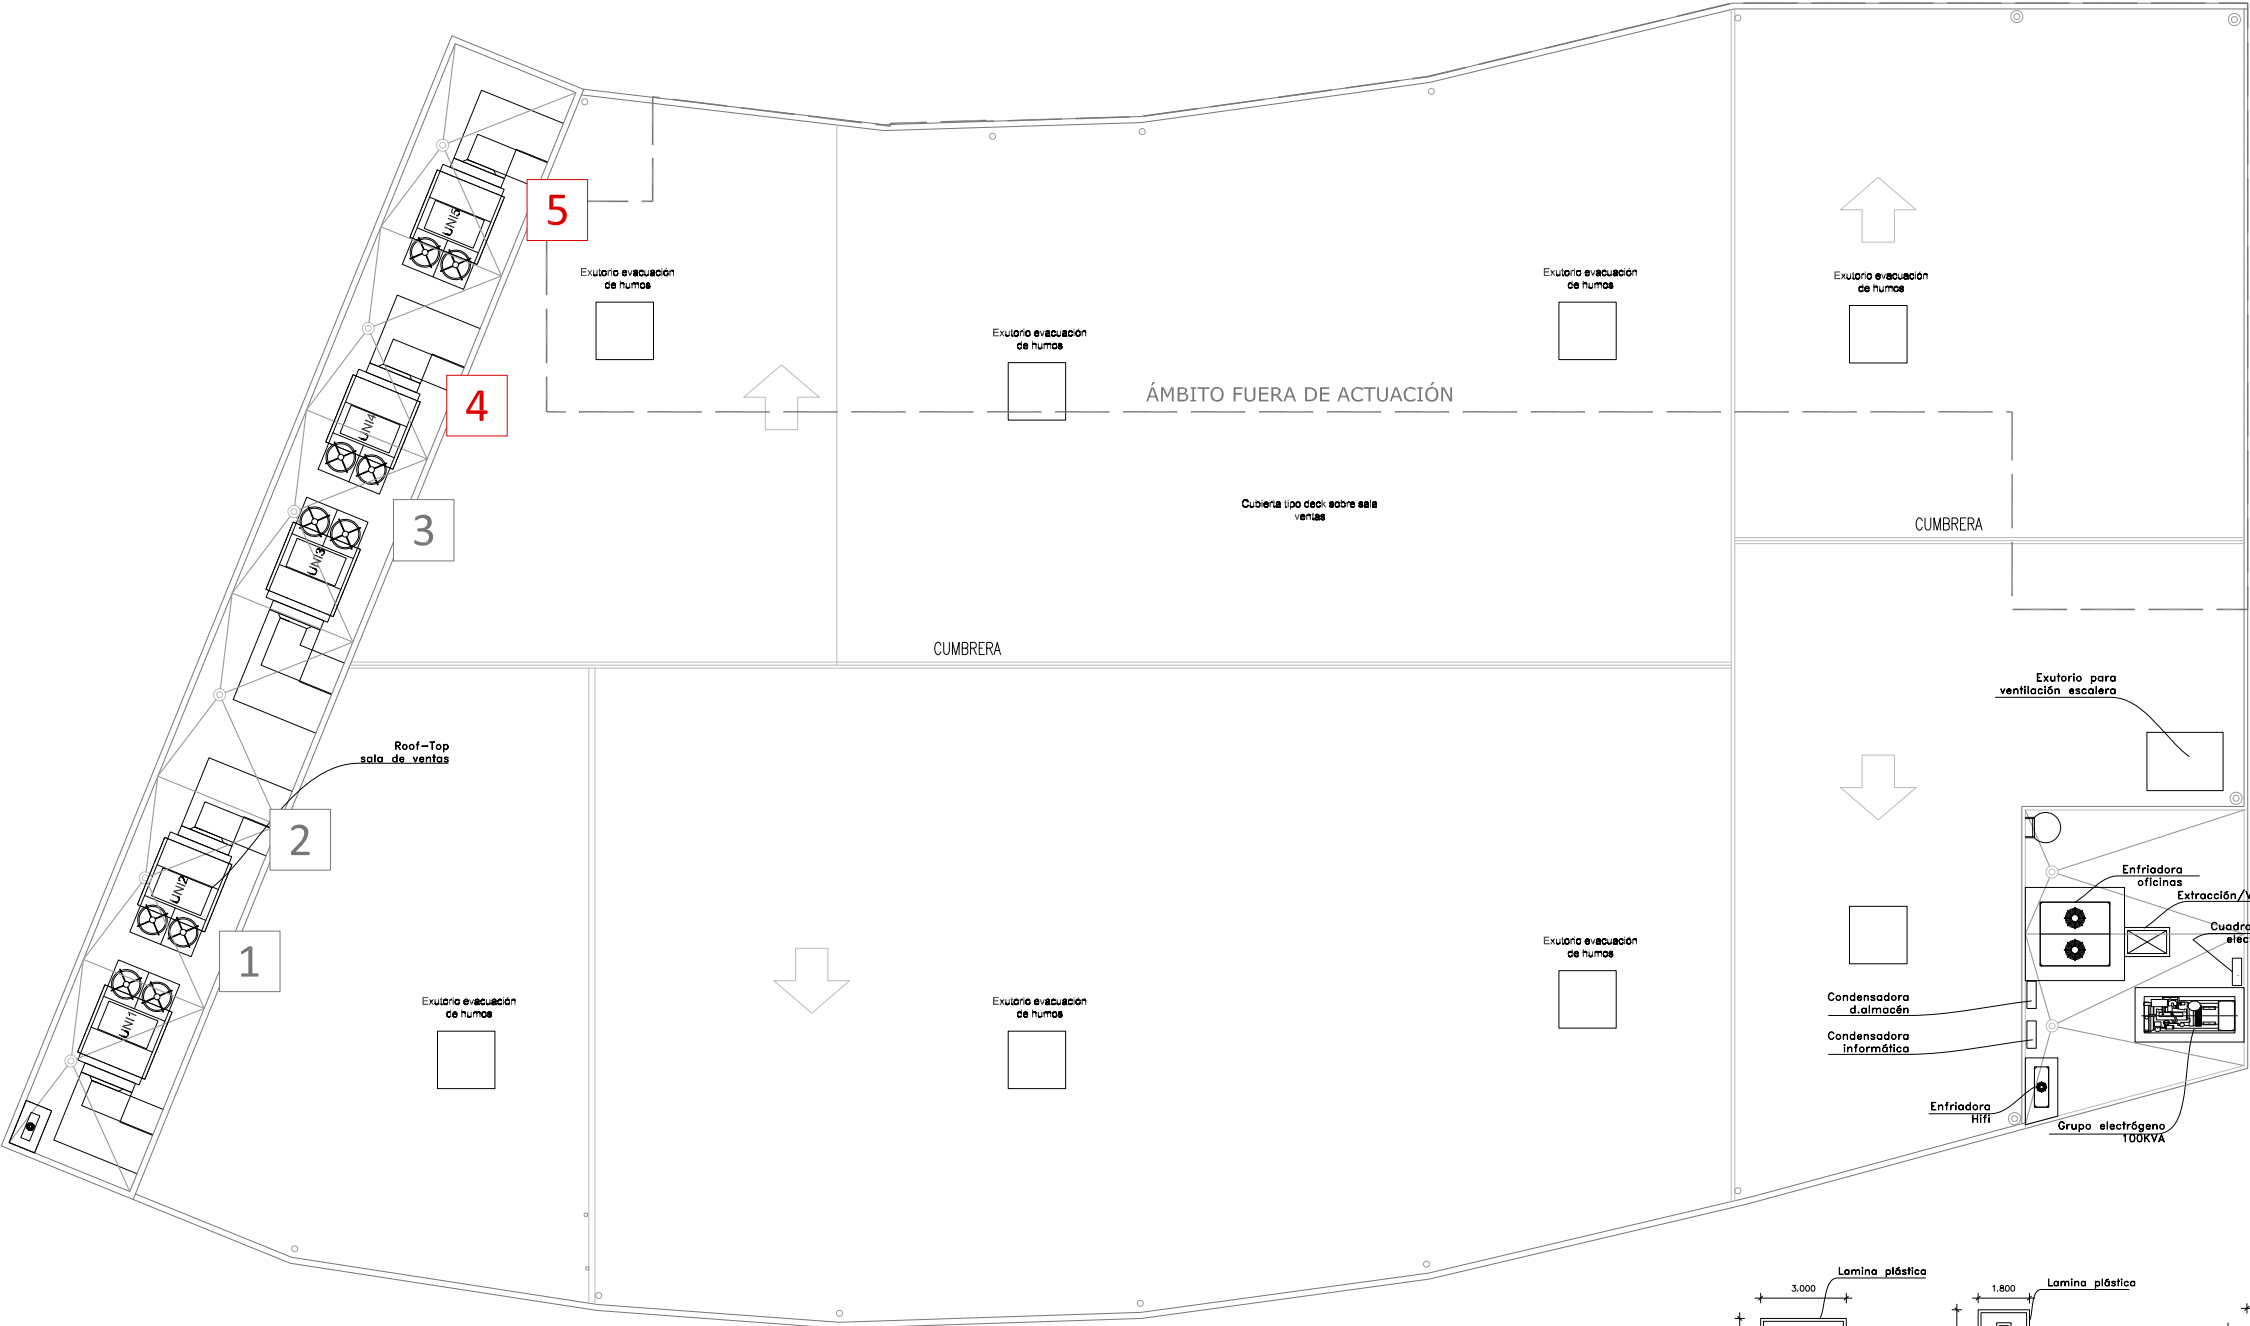 5
UNI5
Exutorio evacuación
de humos
Exutorio evacuación
de humos
Exutorio evacuación
de humos
Exutorio evacuación
de humos
4
UNI4
ÁMBITO FUERA DE ACTUACIÓN
3
UNI3
Cubierta tipo deck sobre sala
ventas
CUMBRERA
CUMBRERA
Exutorio para
ventilación escalera
Roof-Top
sala de ventas
2
UNI2
1
UNI1
Enfriadora
oficinas
Extracción/V
Cuadro
elec
Exutorio evacuación
de humos
Exutorio evacuación
de humos
Exutorio evacuación
de humos
Condensadora
d.almacén
Condensadora
informática
Enfriadora
Hifi
Grupo electrógeno
100KVA
Lamina plástica
3.000
Lamina plástica
1.800